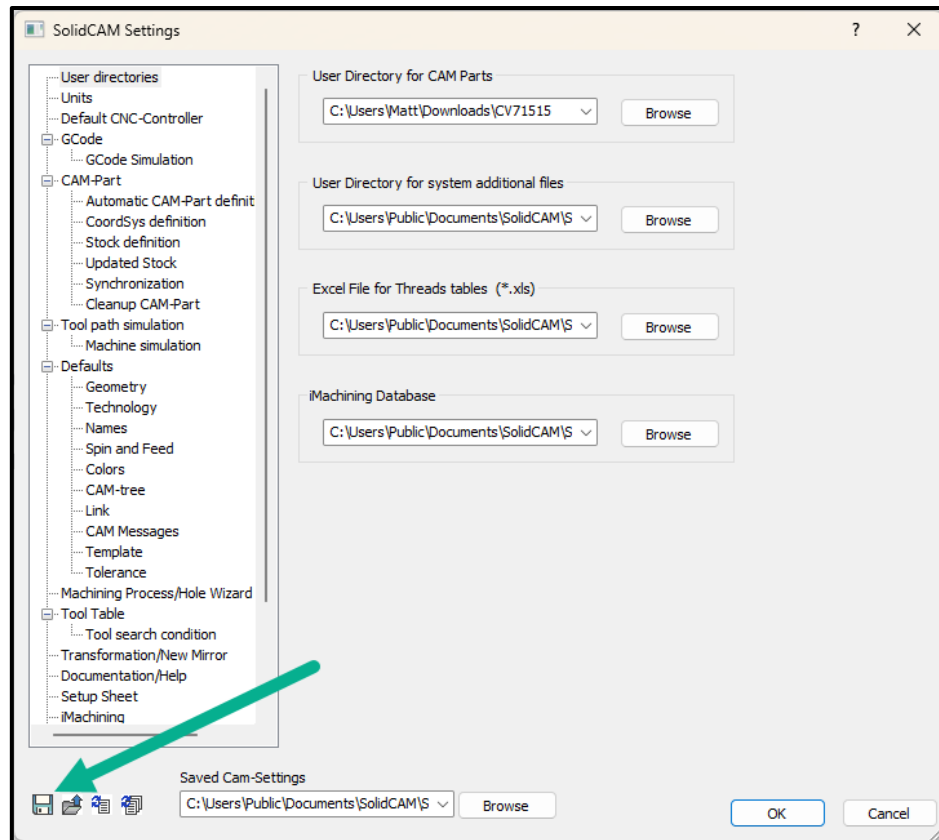 SolidCAM Settings
?
User directories
Units
Default CNC-Controller
GCode
GCode Simulation
CAM-Part
Automatic CAM-Part definit
CoordSys definition
Stock definition
Updated Stock
Synchronization
Cleanup CAM-Part
Tool path simulation
Machine simulation
Defaults
Geometry
Technology
Names
Spin and Feed
Colors
CAM-tree
Link
CAM Messages
Template
Tolerance
Machining Process/Hole Wizard
Tool Table
Tool search condition
Transformation/New Mirror
Documentation/Help
Setup Sheet
iMachining
User Directory for CAM Parts
C:\Users\Matt\Downloads\CV71515
Browse
User Directory for system additional files
C:\Users\Public\Documents\SolidCAM\S
Browse
Excel File for Threads tables (*.xls)
C:\Users\Public\Documents\SolidCAM\S
Browse
iMachining Database
C:\Users\Public\Documents\SolidCAM\S
Browse
Saved Cam-Settings
C:\Users\Public\Documents\SolidCAM\S
Browse
OK
Cancel